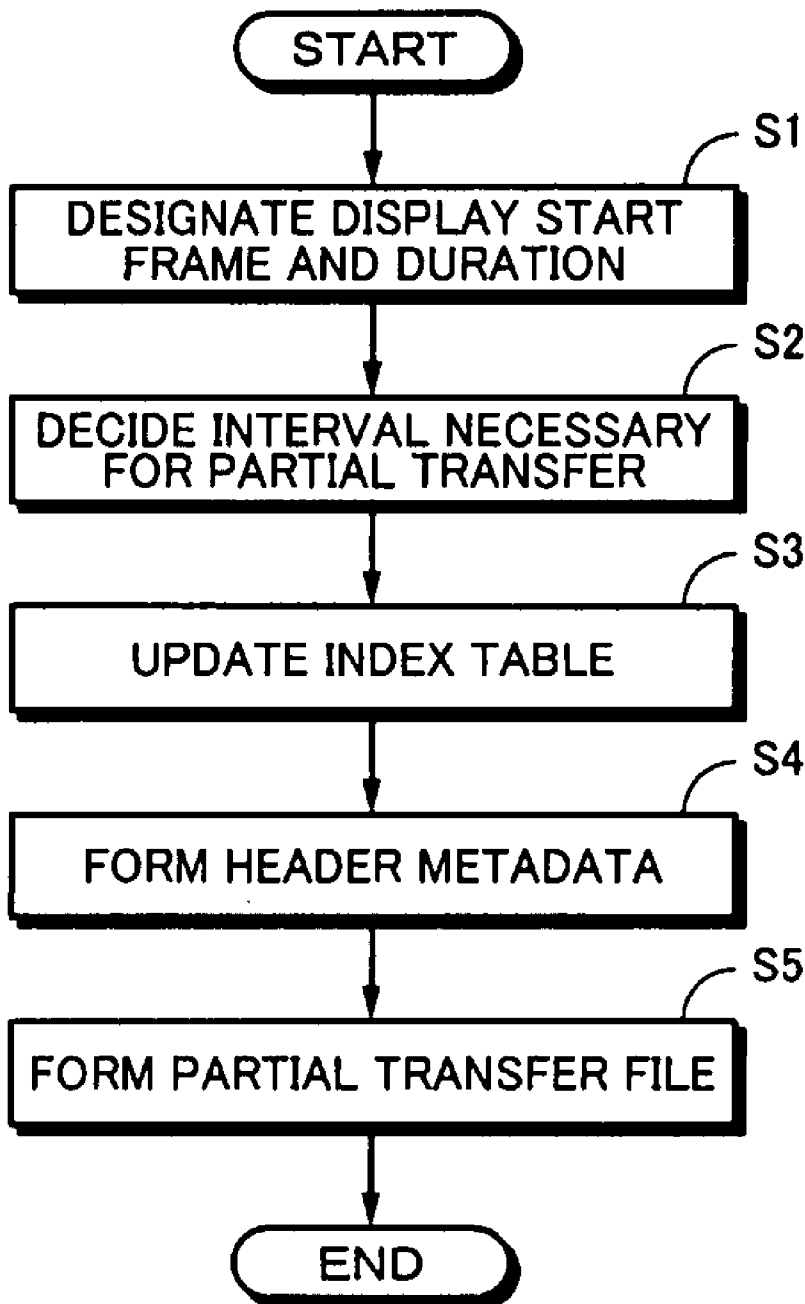 START
S1
DESIGNATE DISPLAY START
FRAME AND DURATION
S2
DECIDE INTERVAL NECESSARY
FOR PARTIAL TRANSFER
S3
UPDATE INDEX TABLE
S4
FORM HEADER METADATA
S5
FORM PARTIAL TRANSFER FILE
END